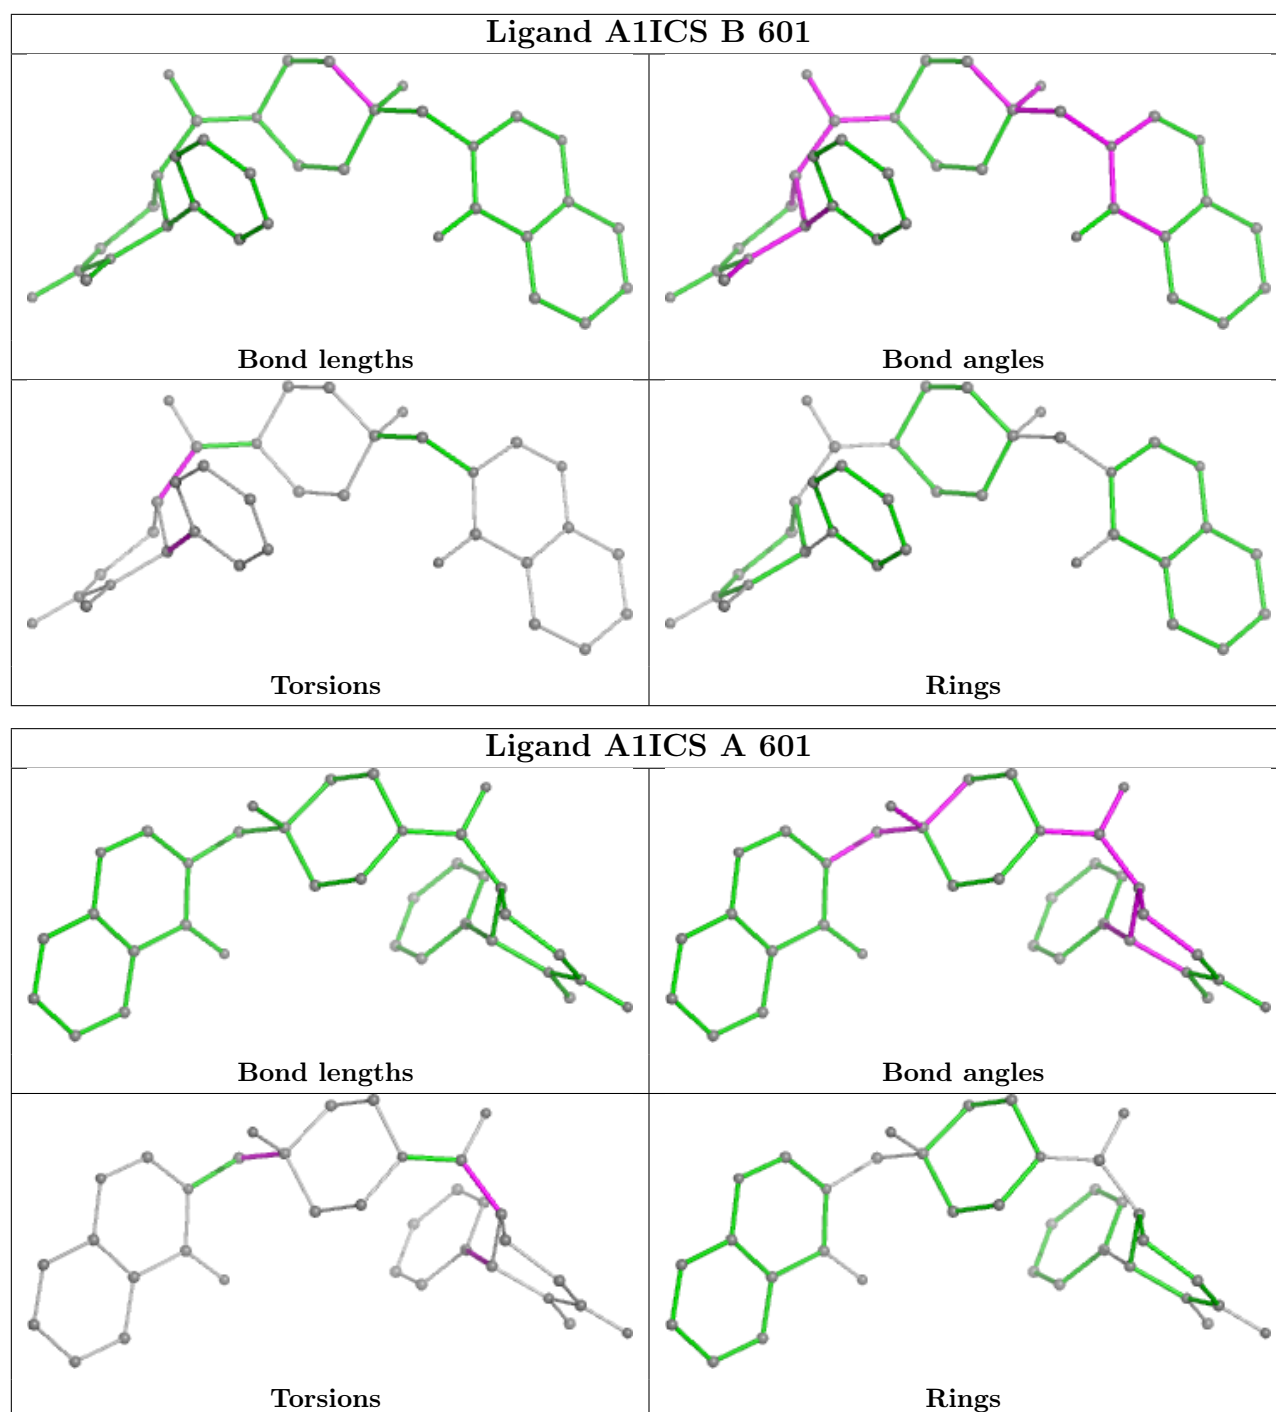 Ligand A1ICS B 601
Bond lengths
Bond angles
Torsions
Rings
Ligand A1ICS A 601
Bond lengths
Bond angles
Torsions
Rings